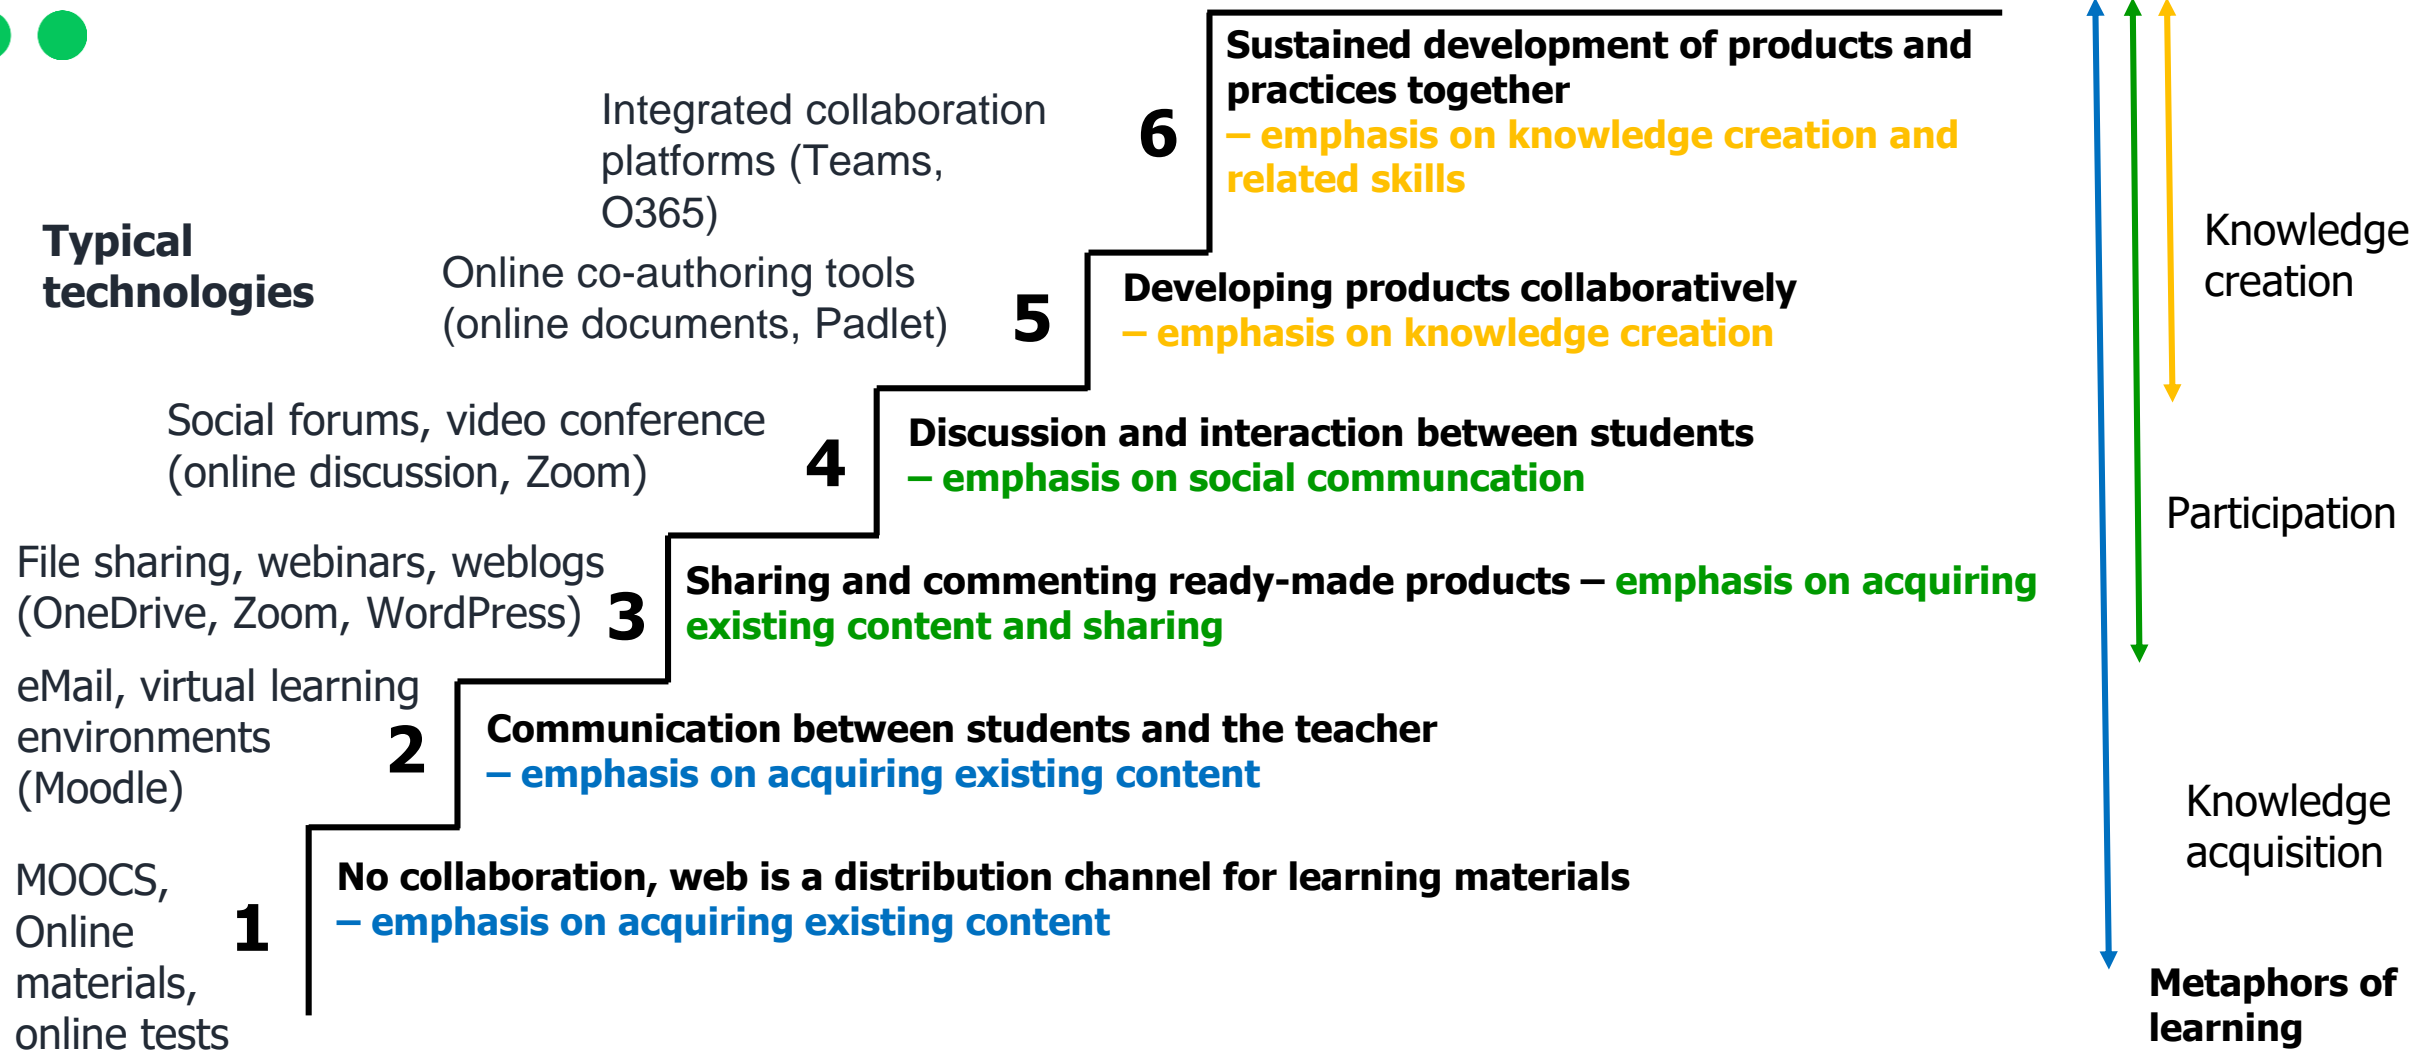 Typical
technologies
Integrated collaboration
platforms (Teams,
O365)
6
Sustained development of products and
practices together
– emphasis on knowledge creation and
related skills
Online co-authoring tools
(online documents, Padlet)
5
Developing products collaboratively
– emphasis on knowledge creation
Knowledge
creation
Social forums, video conference
(online discussion, Zoom)
4
Discussion and interaction between students
– emphasis on social communcation
Participation
File sharing, webinars, weblogs
(OneDrive, Zoom, WordPress)
3
Sharing and commenting ready-made products – emphasis on acquiring
existing content and sharing
eMail, virtual learning
environments
(Moodle)
2
Communication between students and the teacher
– emphasis on acquiring existing content
Knowledge
acquisition
MOOCS,
Online
materials,
online tests
1
No collaboration, web is a distribution channel for learning materials
– emphasis on acquiring existing content
Metaphors of
learning